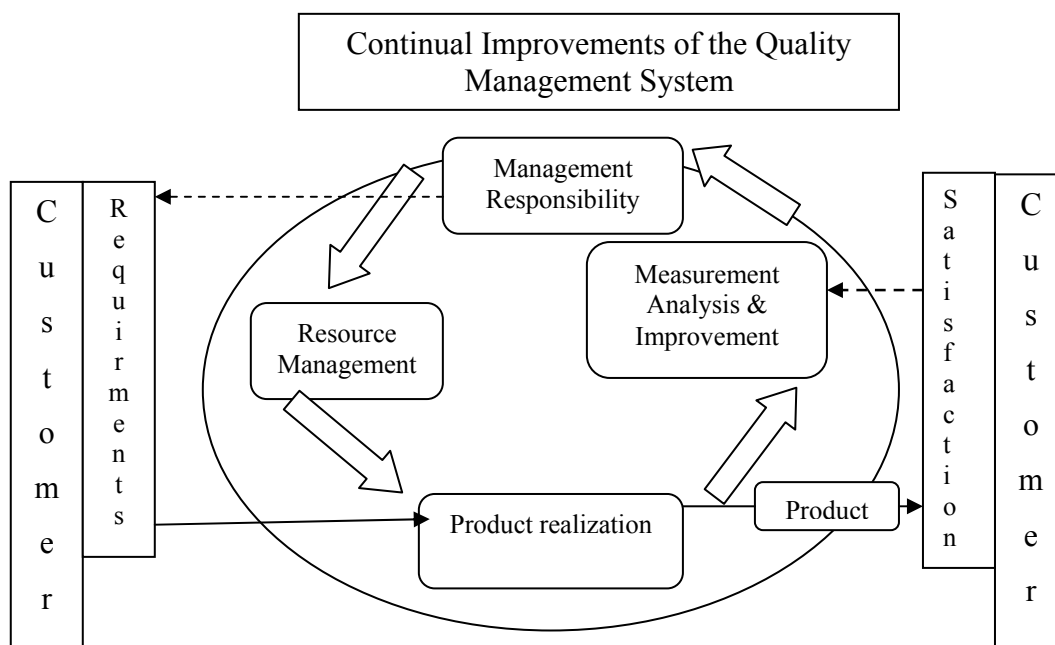 Continual Improvements of the Quality
Management System
Management
Responsibility
Customer
Requirments
Satisfaction
Customer
Measurement
Analysis &
Improvement
Resource
Management
Product realization
Product